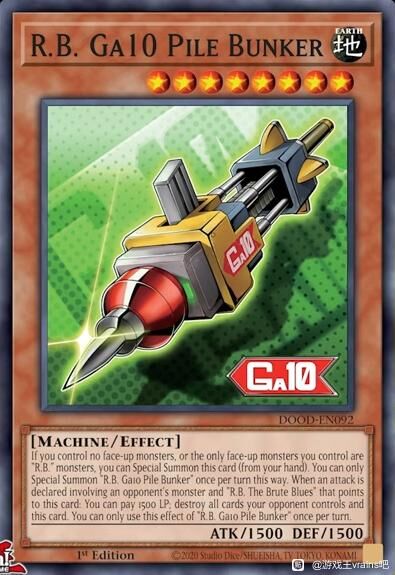 R.B. Ga10 Pile Bunker
EARTH
地
Ga10
Ga10
DOOD-EN092
[Machine/Effect]
If you control no face-up monsters, or the only face-up monsters you control are
"R.B." monsters, you can Special Summon this card (from your hand). You can only
Special Summon "R.B. Ga10 Pile Bunker" once per turn this way. When an attack is
declared involving an opponent's monster and "R.B. The Brute Blues" that points
to this card: You can pay 1500 LP; destroy all cards your opponent controls and
this card. You can only use this effect of "R.B. Ga10 Pile Bunker" once per turn.
ATK/1500 DEF/1500
1st Edition
©2020 Studio Dice/SHUEISHA, TV TOKYO, KONAMI
@游戏王vrains吧